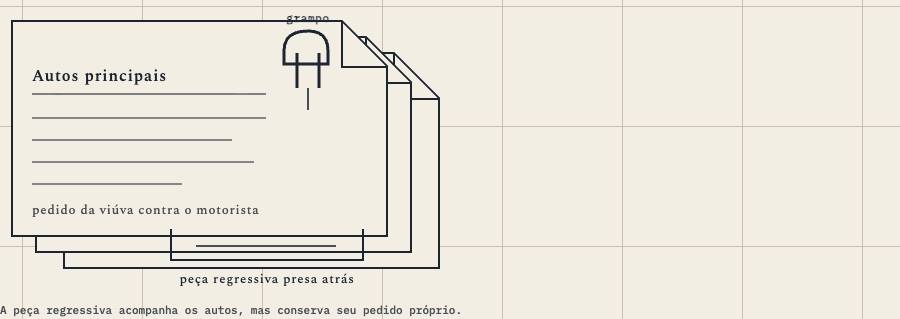 grampo
Autos principais
pedido da viúva contra o motorista
peça regressiva presa atrás
A peça regressiva acompanha os autos, mas conserva seu pedido próprio.